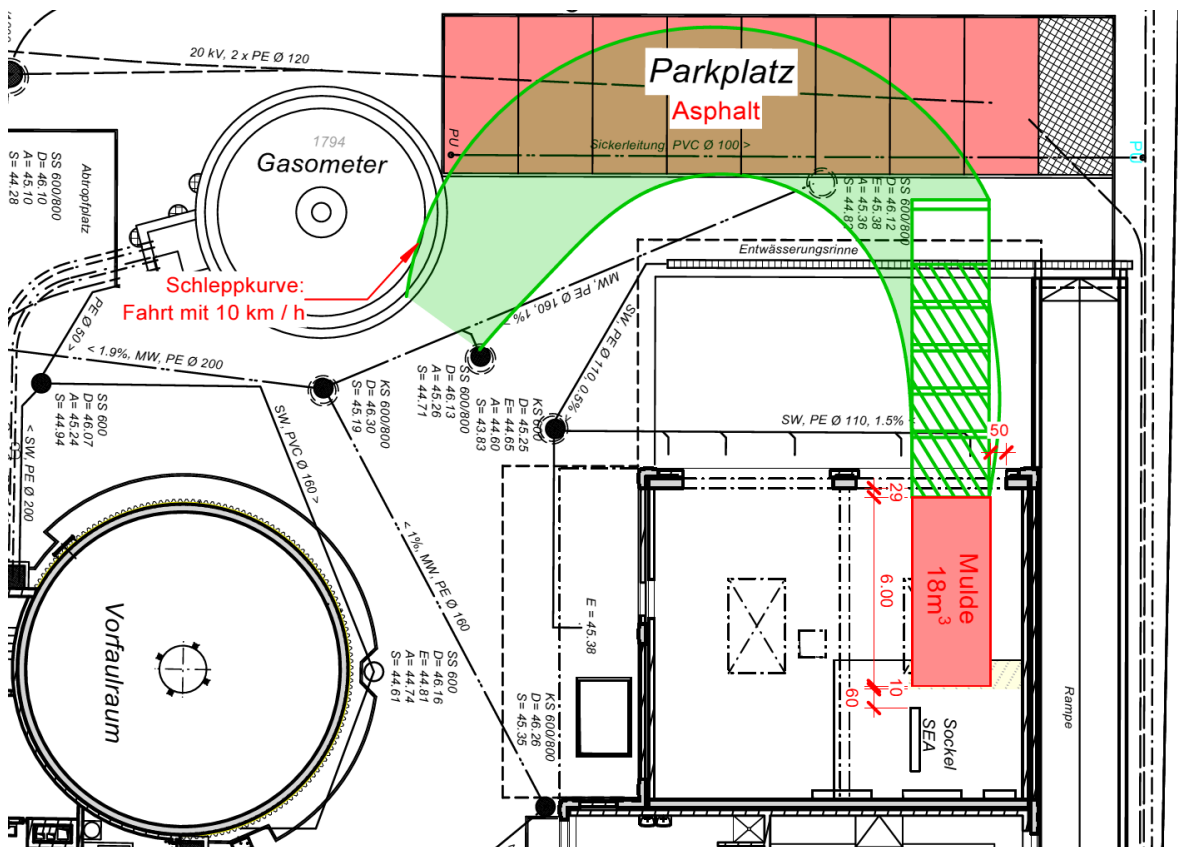 20 kV, 2 x PE Ø 120
Parkplatz
Asphalt
PU
Sickerleitung PVC Ø 100 >
PU
1794
Gasometer
Abtropfplatz
SS 600/800
D= 46.10
A= 45.10
S= 44.28
SS 600/800
D= 46.12
E= 45.38
A= 45.36
S= 44.83
Entwässerungsrinne
Schleppkurve:
Fahrt mit 10 km / h
PE Ø 50 >
< 1.9%, MW, PE Ø 200
MW, PE Ø 160, 1% >
SW, PE Ø 110, 0.5% >
SS 600
D= 46.07
A= 45.24
S= 44.94
< SW, PE Ø 200
SW, PVC Ø 160 >
KS 600/800
D= 46.30
S= 45.19
SS 600/800
D= 46.13
A= 45.26
S= 44.71
KS 600
D= 45.25
E= 44.65
A= 44.60
S= 43.83
SW, PE Ø 110, 1.5%
50
29
6.00
10
60
Mulde
18m³
< 1%, MW, PE Ø 160
E = 45.38
Vorfaulraum
SS 600
D= 46.16
E= 44.81
A= 44.74
S= 44.61
KS 600/800
D= 46.26
S= 45.35
Sockel
SEA
Rampe